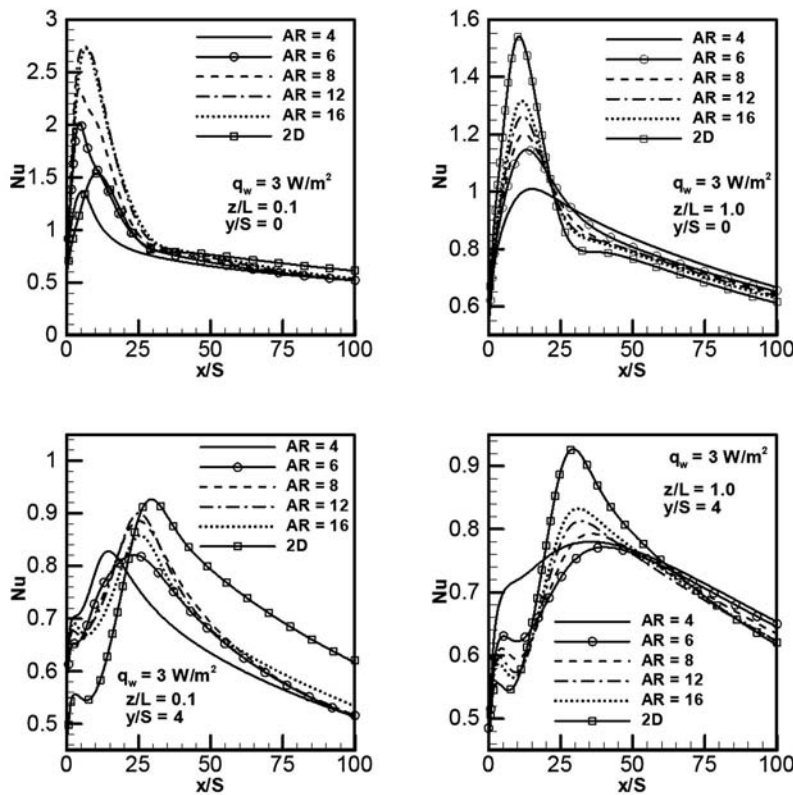 3
2.5
2
1.5
1
0.5
0
Nu
AR = 4
AR = 6
AR = 8
AR = 12
AR = 16
2D
q_w = 3 W/m²
z/L = 0.1
y/S = 0
0 25 50 75 100
x/S
1.6
1.4
1.2
1
0.8
0.6
Nu
AR = 4
AR = 6
AR = 8
AR = 12
AR = 16
2D
q_w = 3 W/m²
z/L = 1.0
y/S = 0
0 25 50 75 100
x/S
1
0.9
0.8
0.7
0.6
0.5
Nu
AR = 4
AR = 6
AR = 8
AR = 12
AR = 16
2D
q_w = 3 W/m²
z/L = 0.1
y/S = 4
0 25 50 75 100
x/S
0.9
0.8
0.7
0.6
0.5
Nu
q_w = 3 W/m²
z/L = 1.0
y/S = 4
AR = 4
AR = 6
AR = 8
AR = 12
AR = 16
2D
0 25 50 75 100
x/S